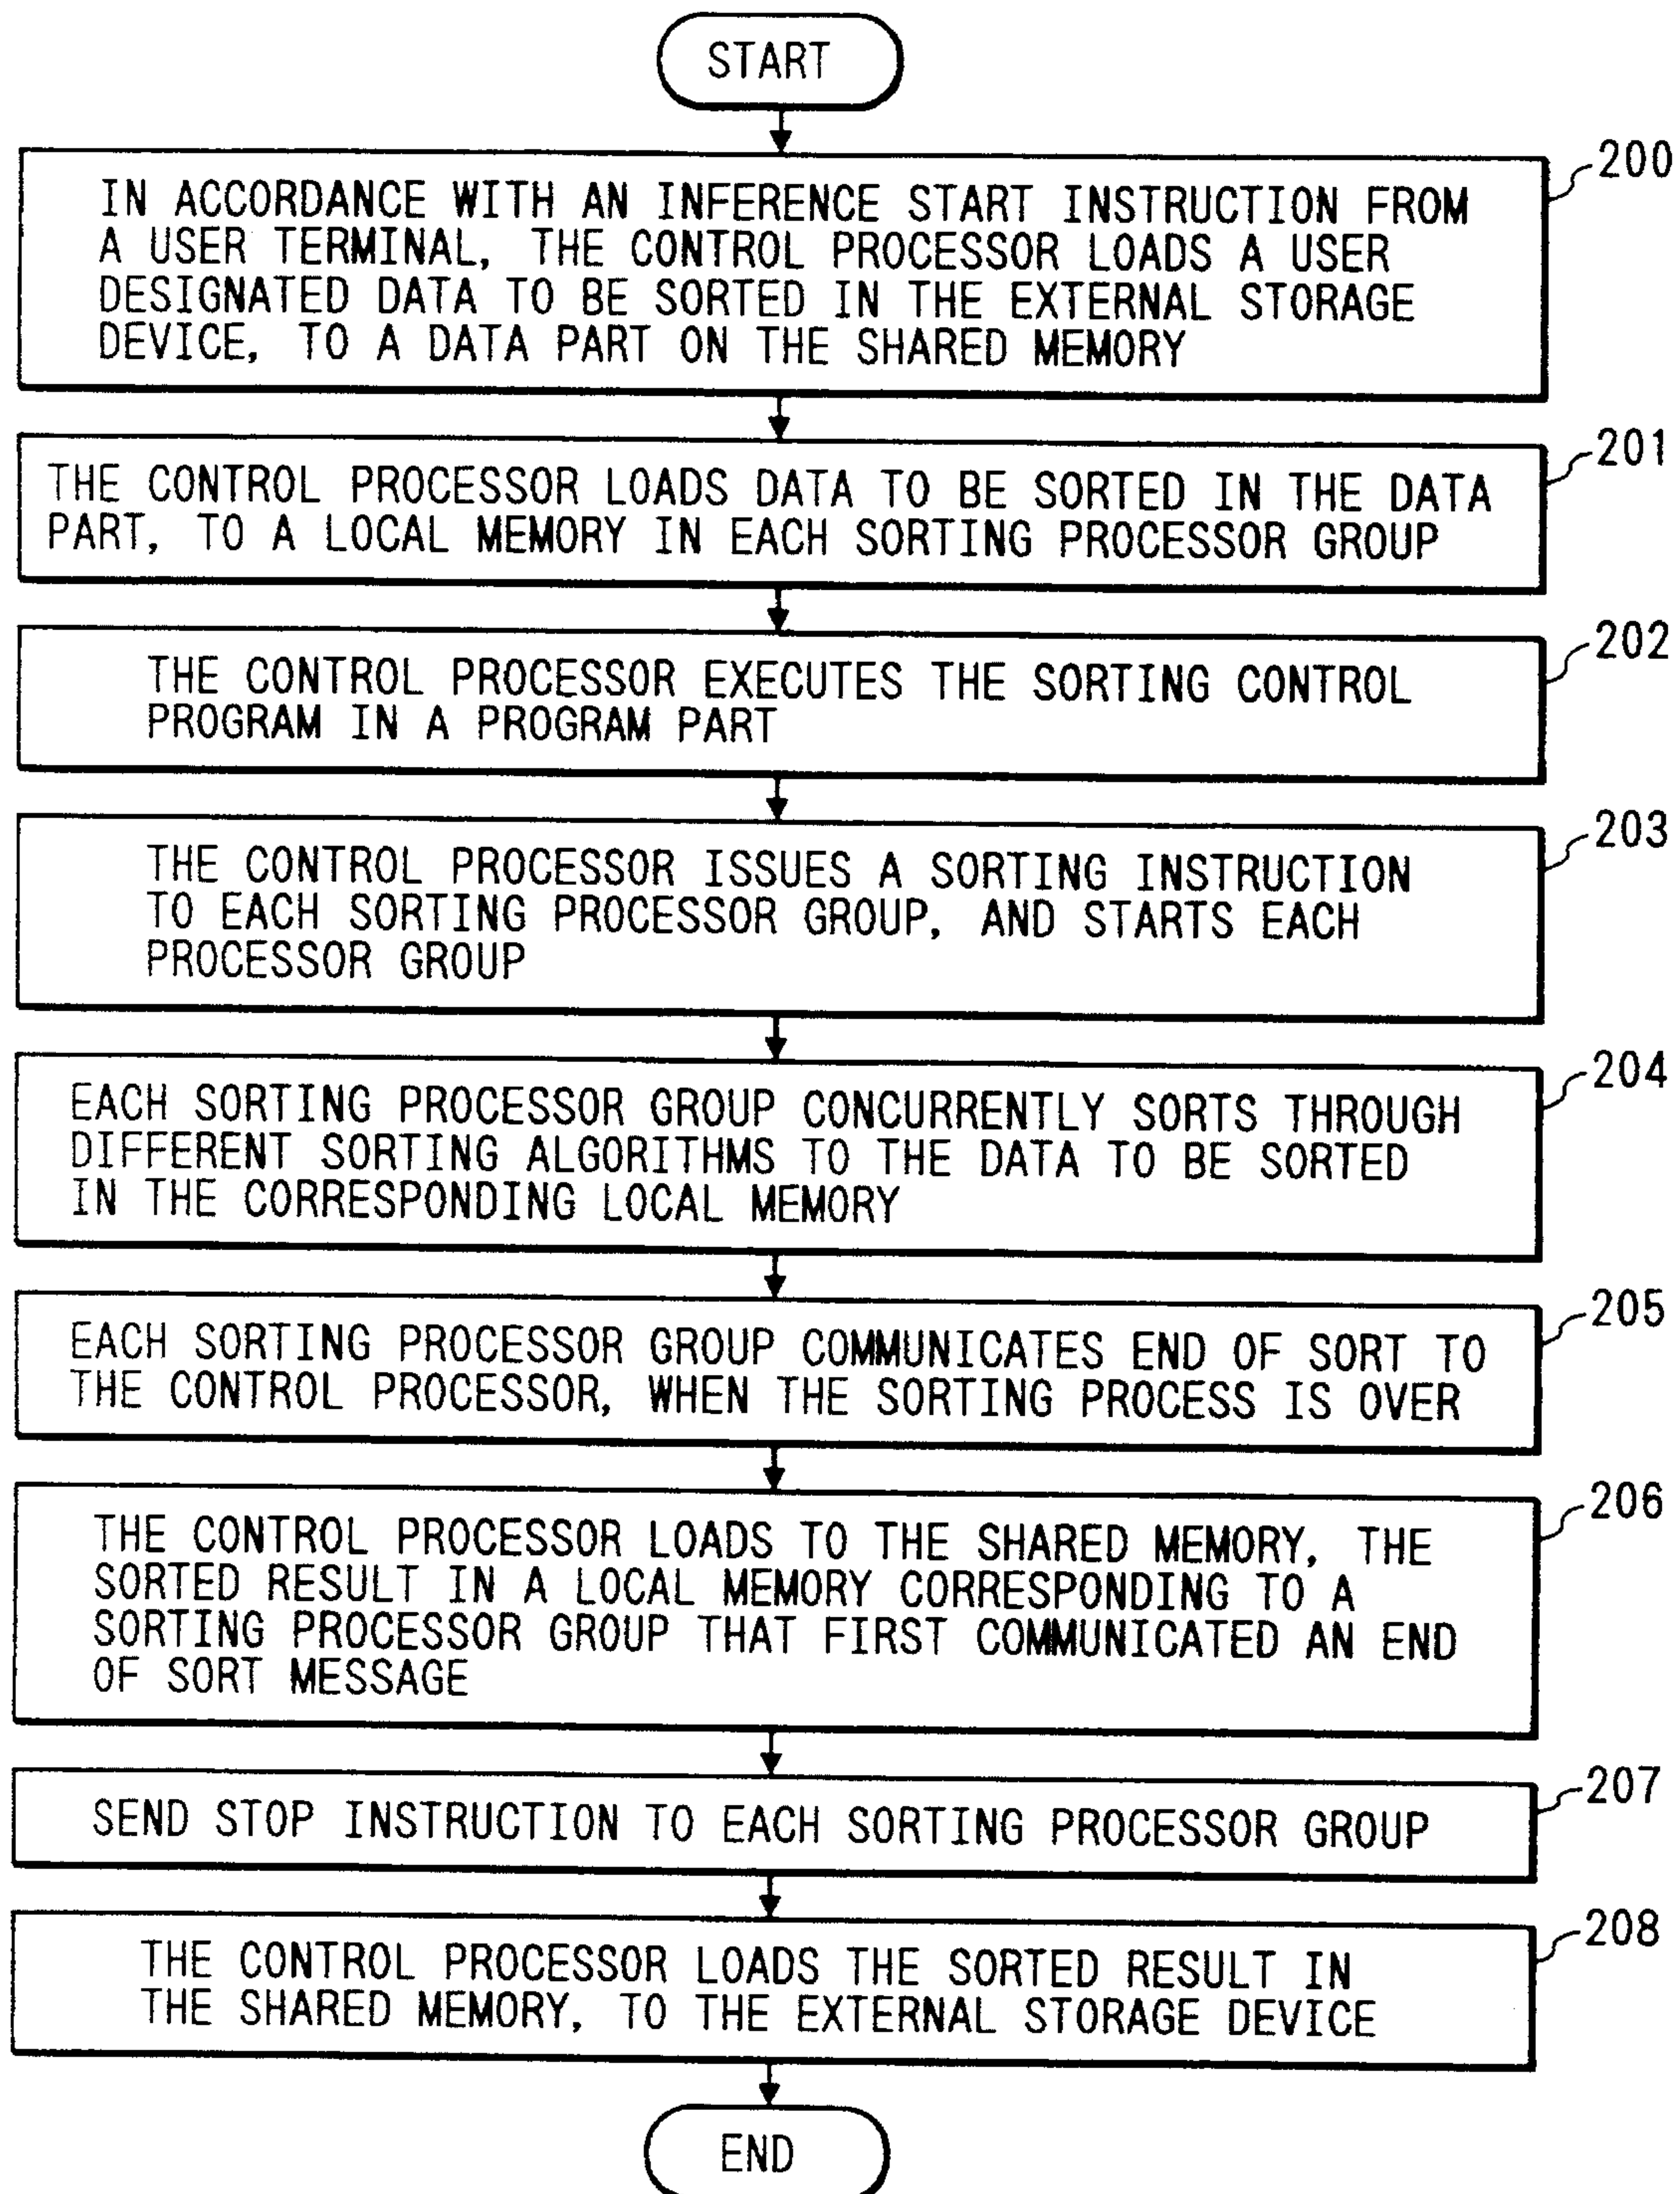 START
200
IN ACCORDANCE WITH AN INFERENCE START INSTRUCTION FROM
A USER TERMINAL, THE CONTROL PROCESSOR LOADS A USER
DESIGNATED DATA TO BE SORTED IN THE EXTERNAL STORAGE
DEVICE, TO A DATA PART ON THE SHARED MEMORY
201
THE CONTROL PROCESSOR LOADS DATA TO BE SORTED IN THE DATA
PART, TO A LOCAL MEMORY IN EACH SORTING PROCESSOR GROUP
202
THE CONTROL PROCESSOR EXECUTES THE SORTING CONTROL
PROGRAM IN A PROGRAM PART
203
THE CONTROL PROCESSOR ISSUES A SORTING INSTRUCTION
TO EACH SORTING PROCESSOR GROUP, AND STARTS EACH
PROCESSOR GROUP
204
EACH SORTING PROCESSOR GROUP CONCURRENTLY SORTS THROUGH
DIFFERENT SORTING ALGORITHMS TO THE DATA TO BE SORTED
IN THE CORRESPONDING LOCAL MEMORY
205
EACH SORTING PROCESSOR GROUP COMMUNICATES END OF SORT TO
THE CONTROL PROCESSOR, WHEN THE SORTING PROCESS IS OVER
206
THE CONTROL PROCESSOR LOADS TO THE SHARED MEMORY, THE
SORTED RESULT IN A LOCAL MEMORY CORRESPONDING TO A
SORTING PROCESSOR GROUP THAT FIRST COMMUNICATED AN END
OF SORT MESSAGE
207
SEND STOP INSTRUCTION TO EACH SORTING PROCESSOR GROUP
208
THE CONTROL PROCESSOR LOADS THE SORTED RESULT IN
THE SHARED MEMORY, TO THE EXTERNAL STORAGE DEVICE
END